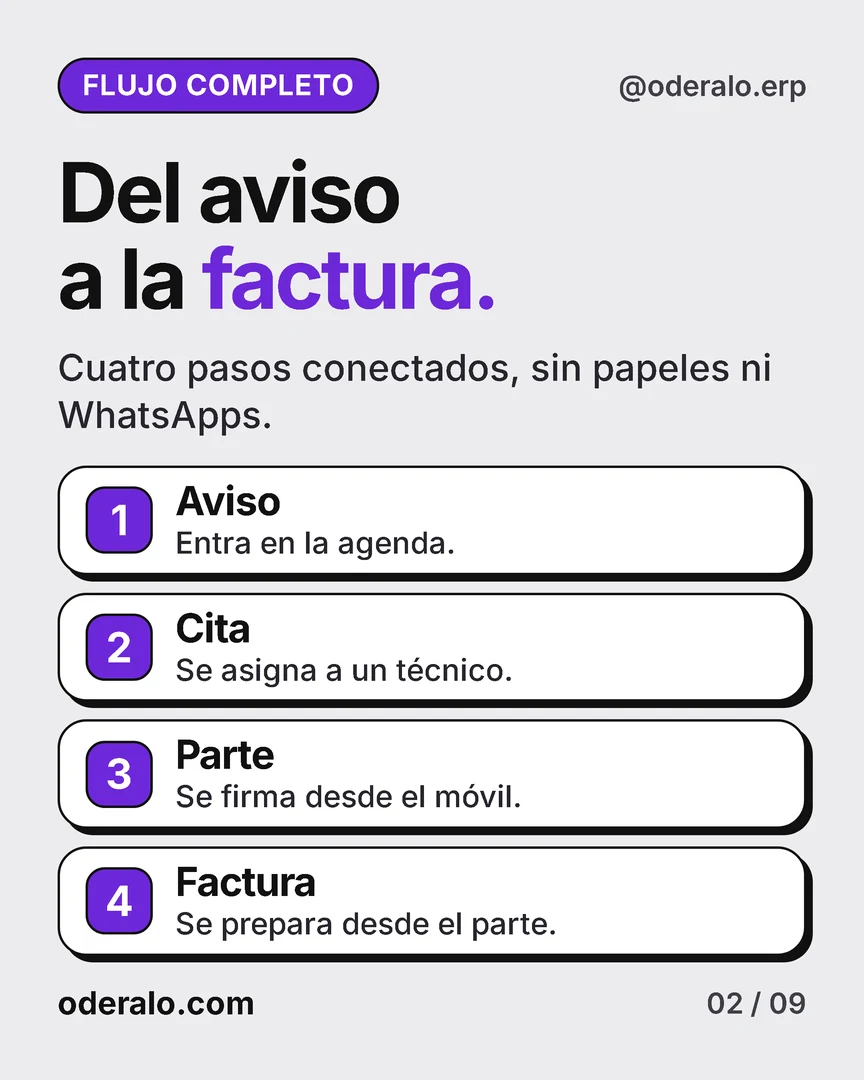 FLUJO COMPLETO
@oderalo.erp
Del aviso
a la factura.
Cuatro pasos conectados, sin papeles ni
WhatsApps.
1
Aviso
Entra en la agenda.
2
Cita
Se asigna a un técnico.
3
Parte
Se firma desde el móvil.
4
Factura
Se prepara desde el parte.
oderalo.com
02 / 09